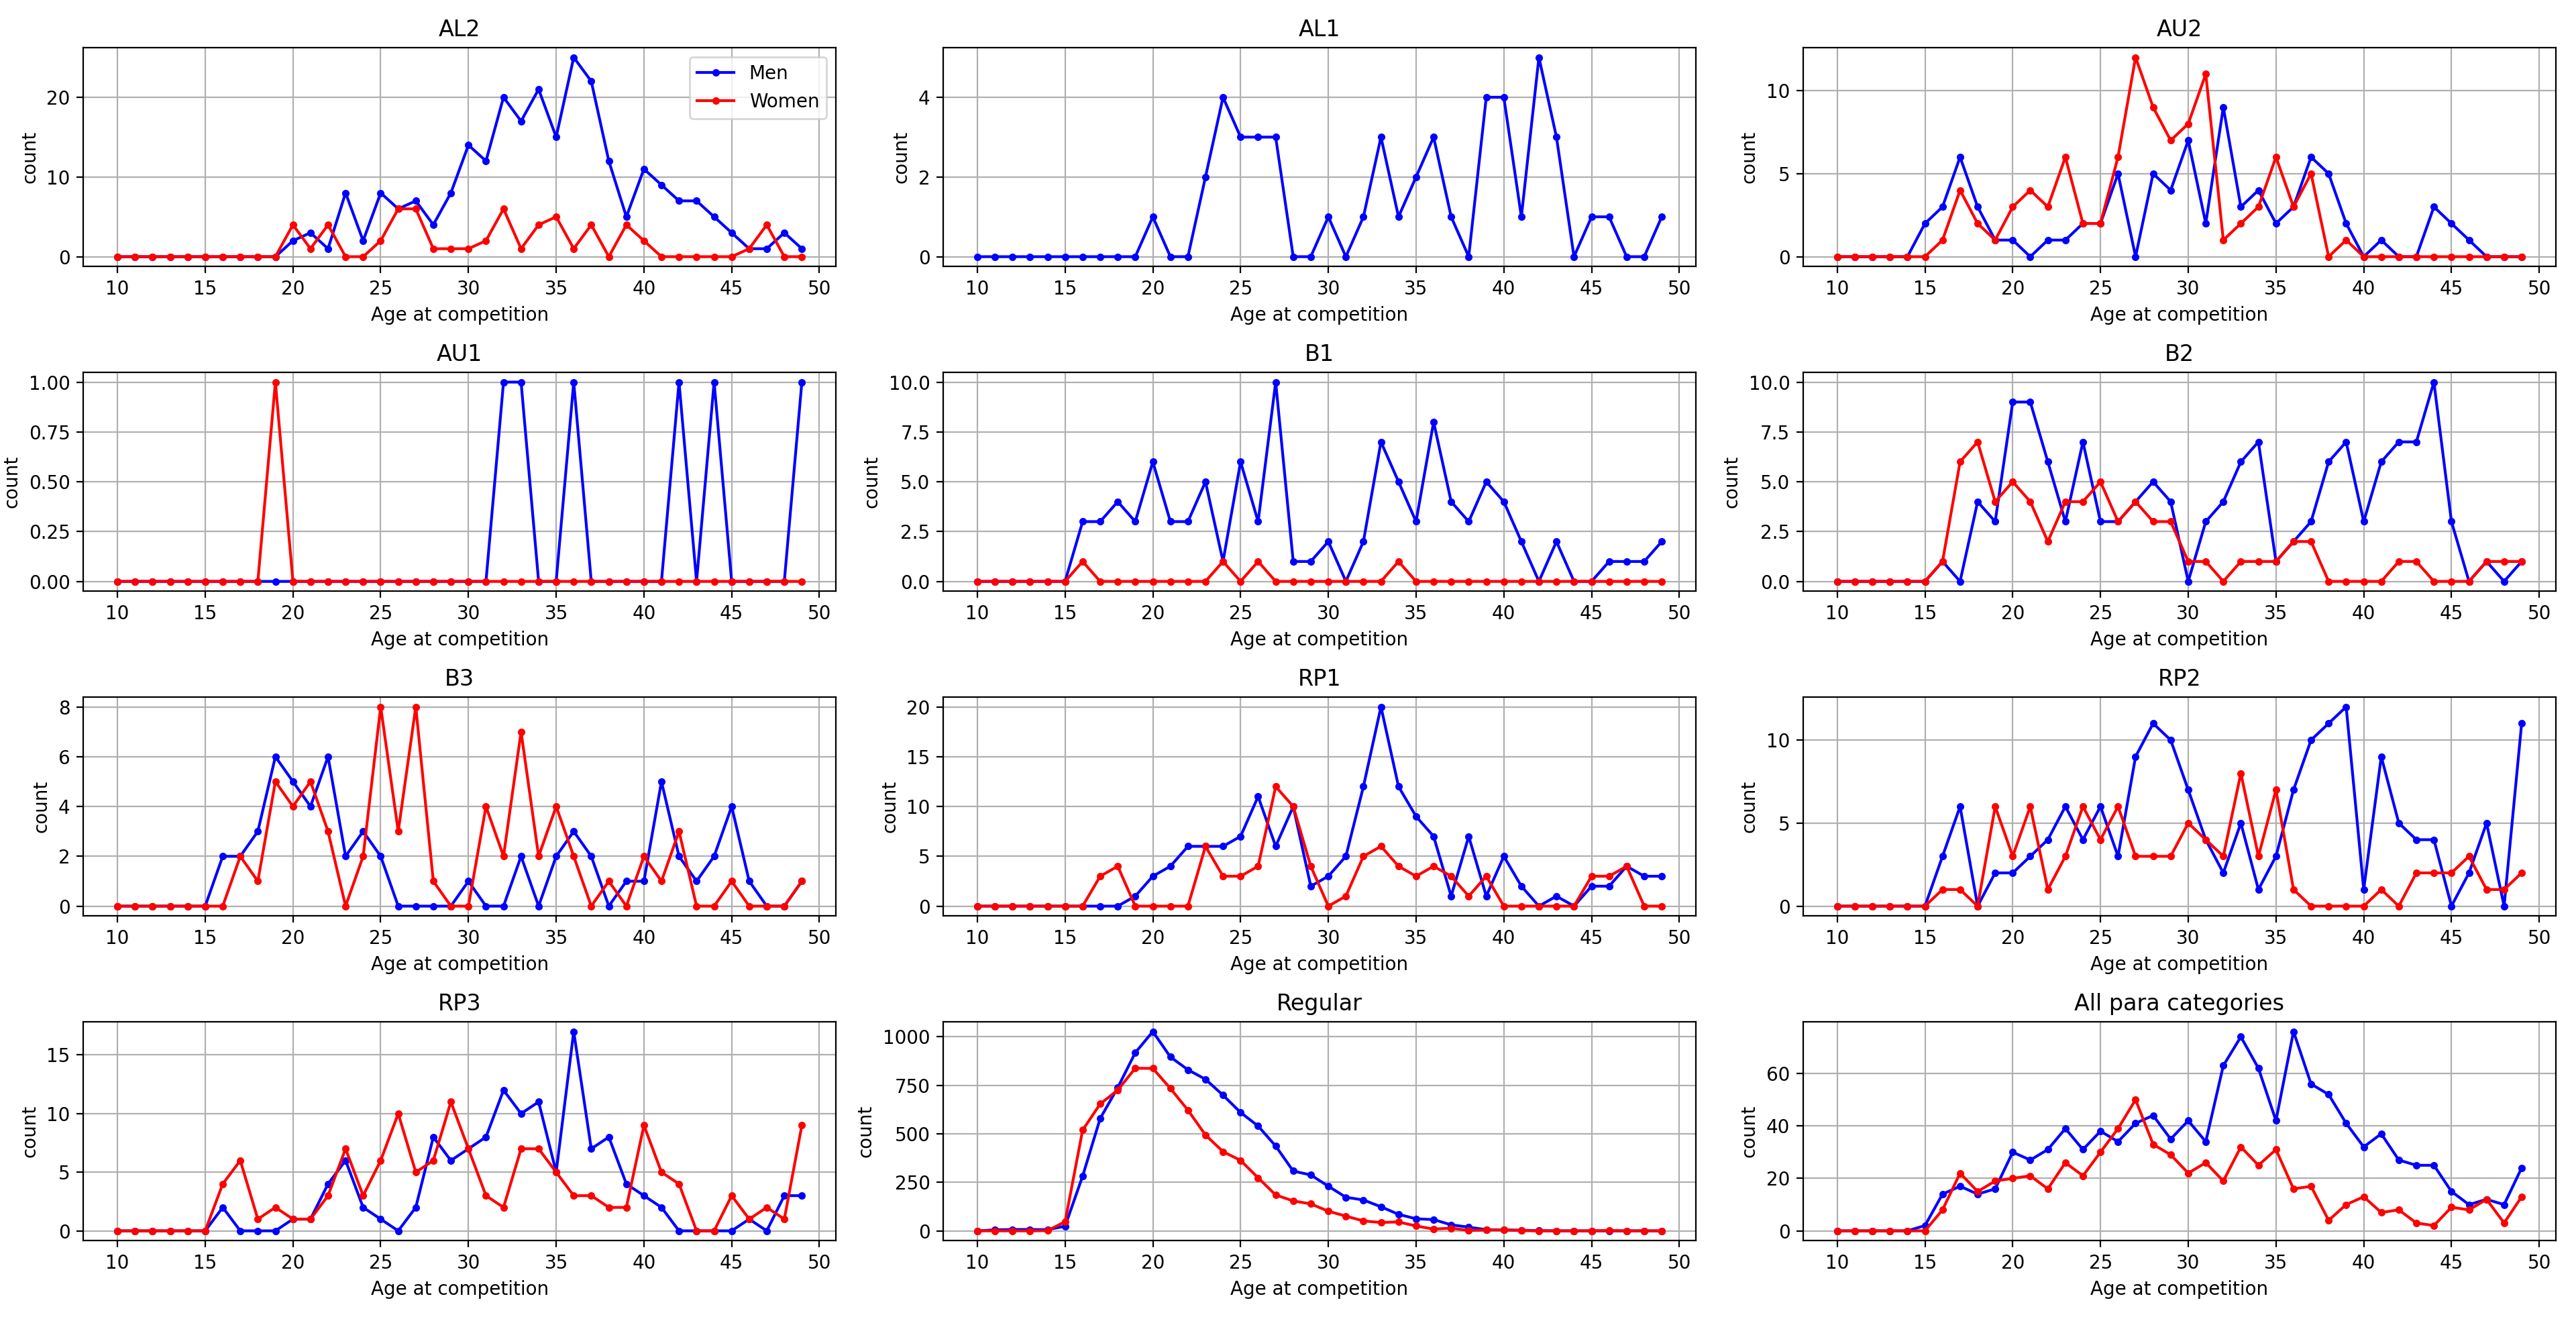 AL2
count
20
10
0
Men
Women
10 15 20 25 30 35 40 45 50
Age at competition
AL1
count
4
2
0
10 15 20 25 30 35 40 45 50
Age at competition
AU2
count
10
5
0
10 15 20 25 30 35 40 45 50
Age at competition
AU1
count
1.00
0.75
0.50
0.25
0.00
10 15 20 25 30 35 40 45 50
Age at competition
B1
count
10.0
7.5
5.0
2.5
0.0
10 15 20 25 30 35 40 45 50
Age at competition
B2
count
10.0
7.5
5.0
2.5
0.0
10 15 20 25 30 35 40 45 50
Age at competition
B3
count
8
6
4
2
0
10 15 20 25 30 35 40 45 50
Age at competition
RP1
count
20
15
10
5
0
10 15 20 25 30 35 40 45 50
Age at competition
RP2
count
10
5
0
10 15 20 25 30 35 40 45 50
Age at competition
RP3
count
15
10
5
0
10 15 20 25 30 35 40 45 50
Age at competition
Regular
count
1000
750
500
250
0
10 15 20 25 30 35 40 45 50
Age at competition
All para categories
count
60
40
20
0
10 15 20 25 30 35 40 45 50
Age at competition